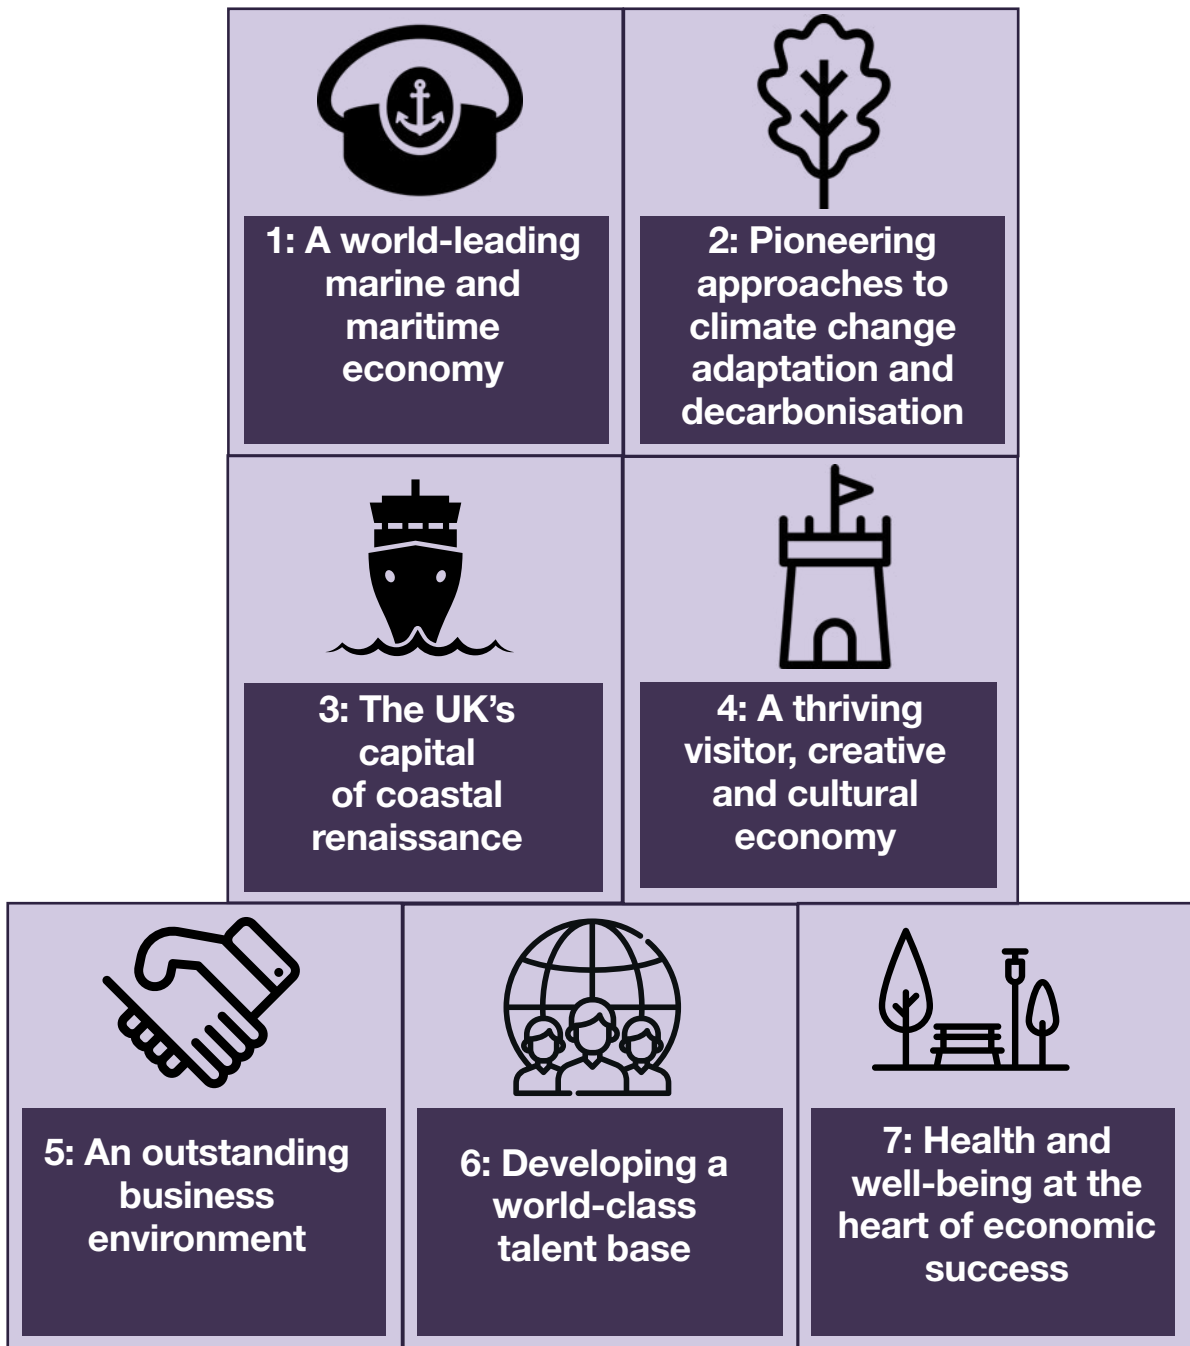 1: A world-leading
marine and
maritime
economy
2: Pioneering
approaches to
climate change
adaptation and
decarbonisation
3: The UK’s
capital
of coastal
renaissance
4: A thriving
visitor, creative
and cultural
economy
5: An outstanding
business
environment
6: Developing a
world-class
talent base
7: Health and
well-being at the
heart of economic
success